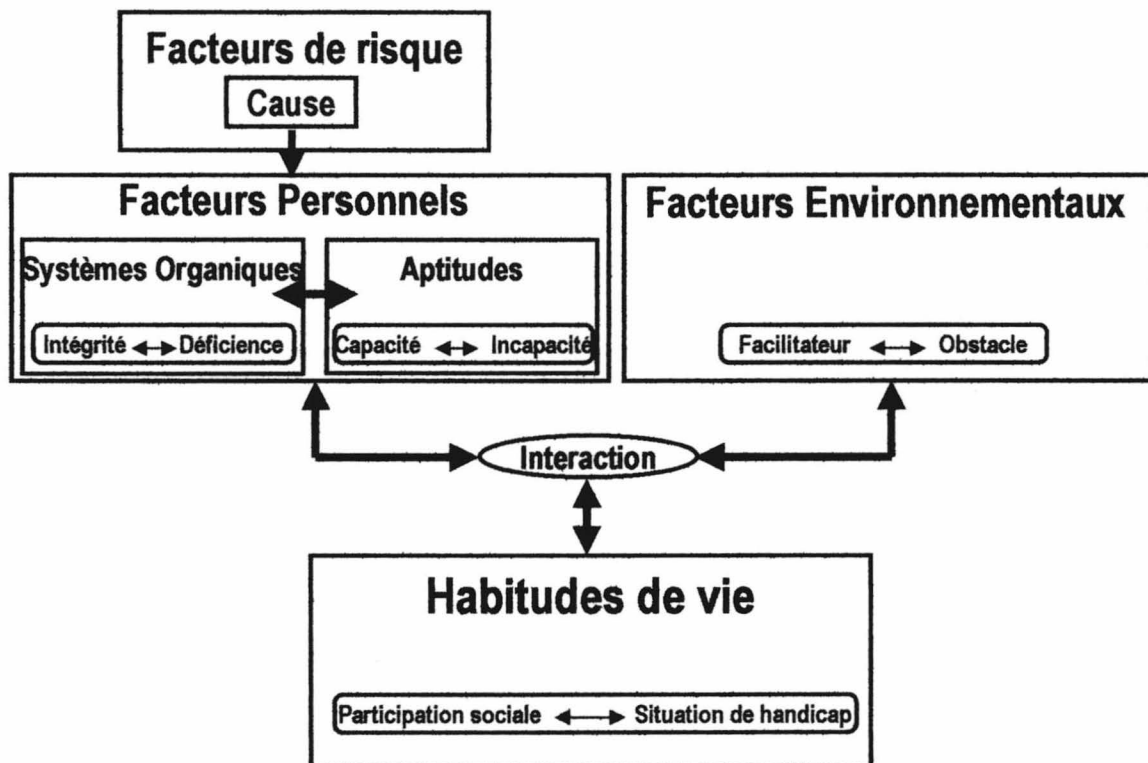 Facteurs de risque
Cause
Facteurs Personnels
Systèmes Organiques
Intégrité
Déficience
Aptitudes
Capacité
Incapacité
Facteurs Environnementaux
Facilitateur
Obstacle
Interaction
Habitudes de vie
Participation sociale
Situation de handicap